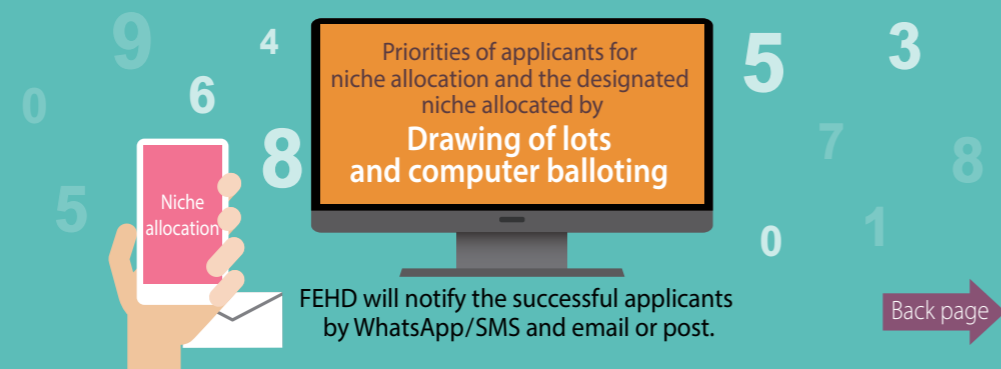 9
4
5
3
0
6
8
7
8
5
1
0
Priorities of applicants for
niche allocation and the designated
niche allocated by
Drawing of lots
and computer balloting
Niche
allocation
FEHD will notify the successful applicants
by WhatsApp/SMS and email or post.
Back page